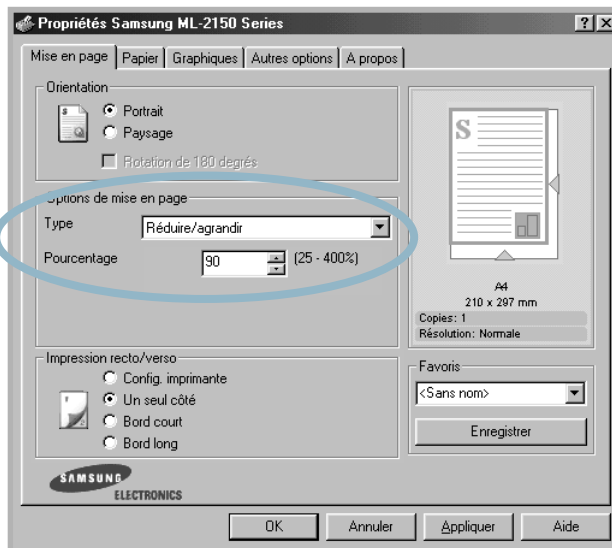 Propriétés Samsung ML-2150 Series
Mise en page Papier Graphiques Autres options A propos
Orientation
Portrait
Paysage
Rotation de 180 degrés
Options de mise en page
Type Réduire/agrandir
Pourcentage 90 (25 - 400%)
S
A4
210 x 297 mm
Copies: 1
Résolution: Normale
Impression recto/verso
Config. imprimante
Un seul côté
Bord court
Bord long
Favoris
<Sans nom>
Enregistrer
SAMSUNG
ELECTRONICS
OK Annuler Appliquer Aide